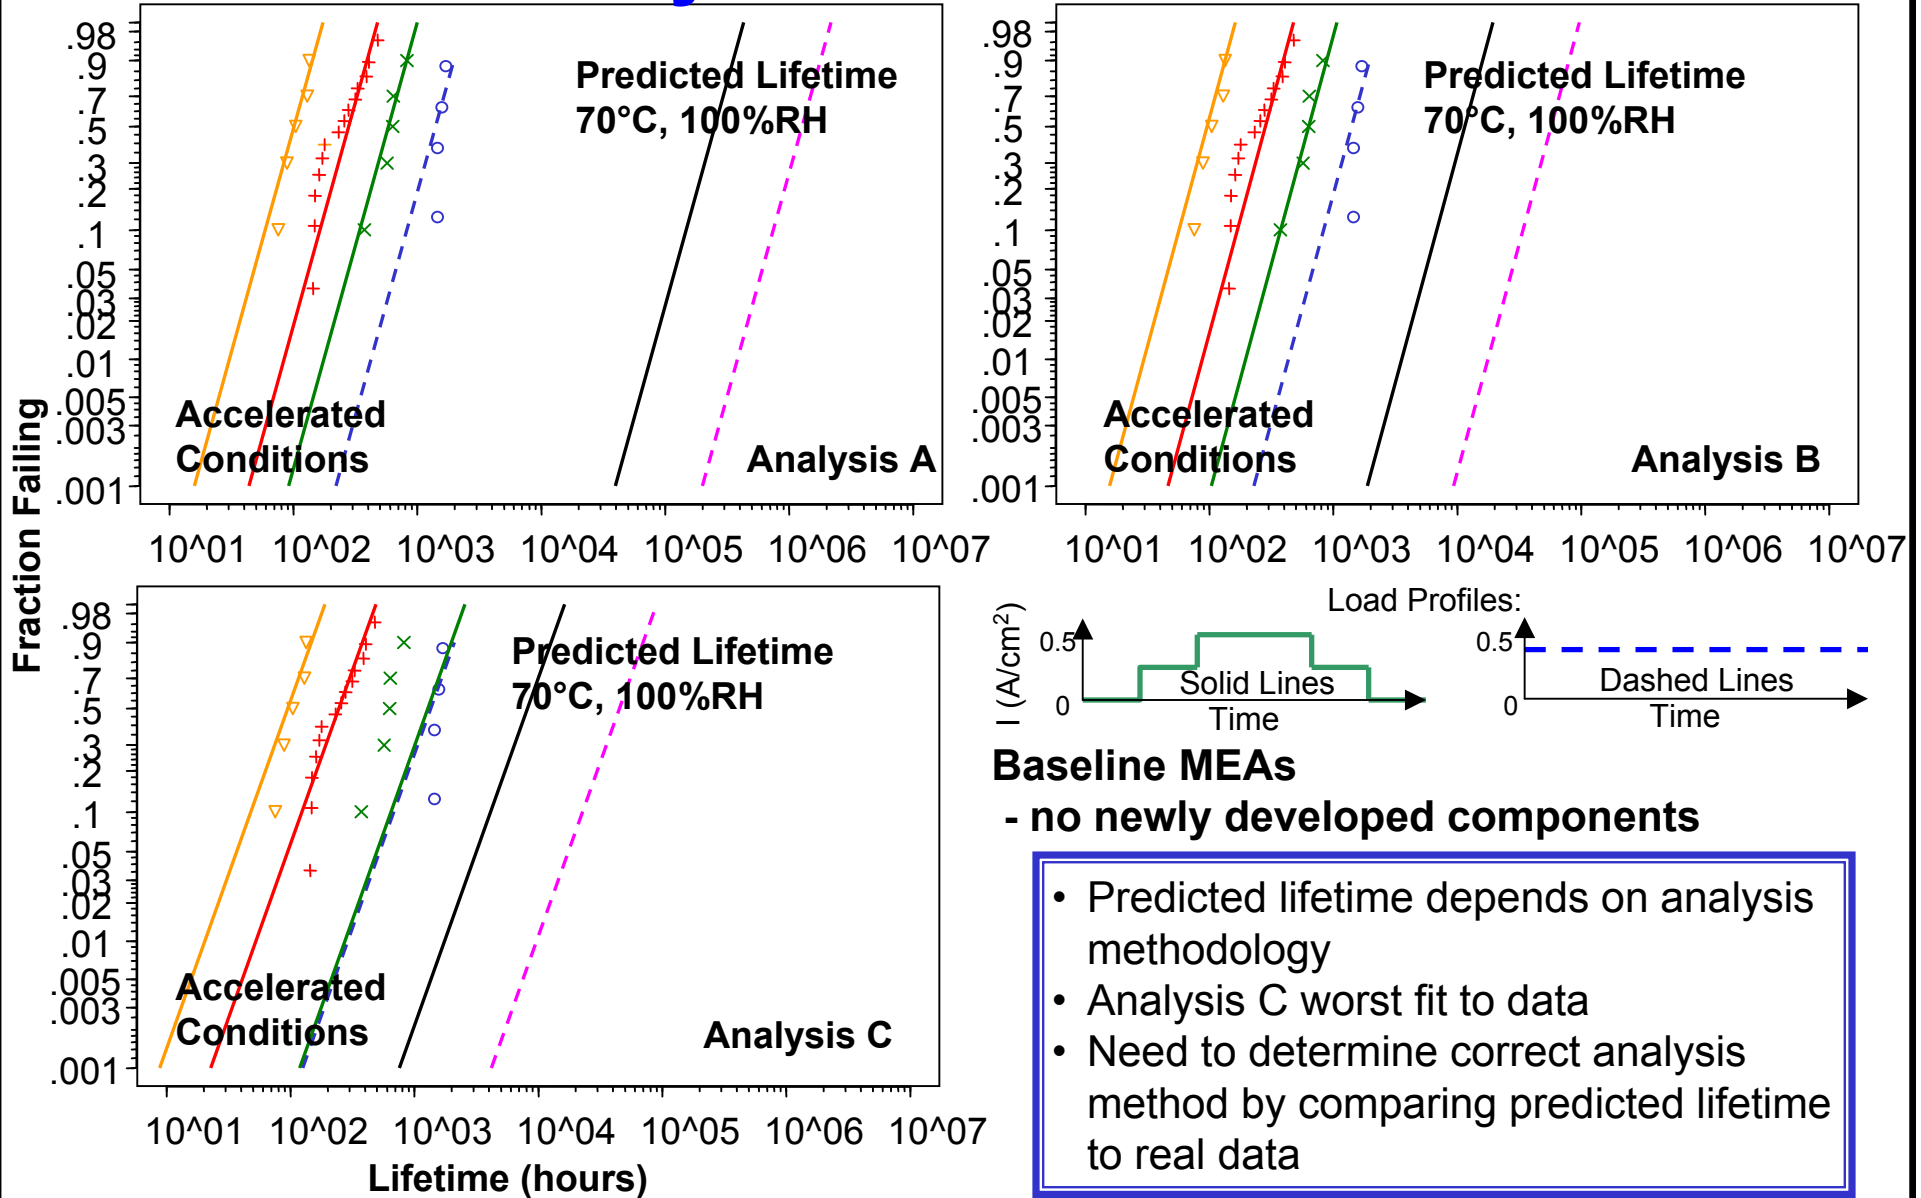 .98
.9
.7
.5
.3
.2
.1
.05
.03
.02
.01
.005
.003
.001
Predicted Lifetime
70°C, 100%RH
Accelerated
Conditions
Analysis A
10^01 10^02 10^03 10^04 10^05 10^06 10^07
.98
.9
.7
.5
.3
.2
.1
.05
.03
.02
.01
.005
.003
.001
Predicted Lifetime
70°C, 100%RH
Accelerated
Conditions
Analysis B
10^01 10^02 10^03 10^04 10^05 10^06 10^07
Fraction Failing
.98
.9
.7
.5
.3
.2
.1
.05
.03
.02
.01
.005
.003
.001
Predicted Lifetime
70°C, 100%RH
Accelerated
Conditions
Analysis C
10^01 10^02 10^03 10^04 10^05 10^06 10^07
Lifetime (hours)
Load Profiles:
I (A/cm²)
0.5
0
Solid Lines
Time
0.5
0
Dashed Lines
Time
Baseline MEAs
- no newly developed components
• Predicted lifetime depends on analysis
methodology
• Analysis C worst fit to data
• Need to determine correct analysis
method by comparing predicted lifetime
to real data